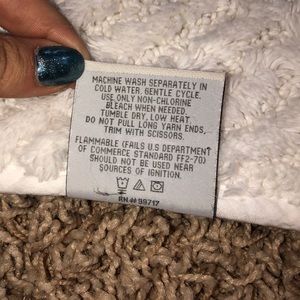 MACHINE WASH SEPARATELY IN
COLD WATER. GENTLE CYCLE.
USE ONLY NON-CHLORINE
BLEACH WHEN NEEDED.
TUMBLE DRY, LOW HEAT.
DO NOT PULL LONG YARN ENDS,
TRIM WITH SCISSORS.
FLAMMABLE (FAILS U.S DEPARTMENT
OF COMMERCE STANDARD FF2-70)
SHOULD NOT BE USED NEAR
SOURCES OF IGNITION.
RN# 99717